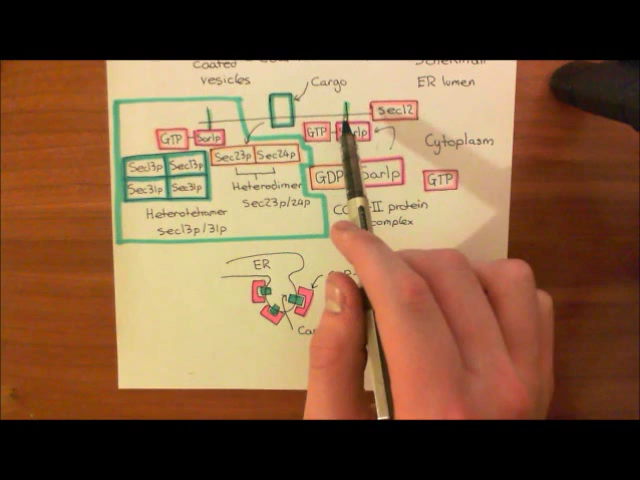 Coated
vesicles
Cargo
ER lumen
sec12
GTP
Sar1p
GTP
Cytoplasm
Sec23p Sec24p
Sec13p Sec13p
Sec31p Sec31p
Heterodimer
sec23p/24p
GDP Sar1p
GTP
Heterotetramer
sec13p/31p
II protein
complex
ER